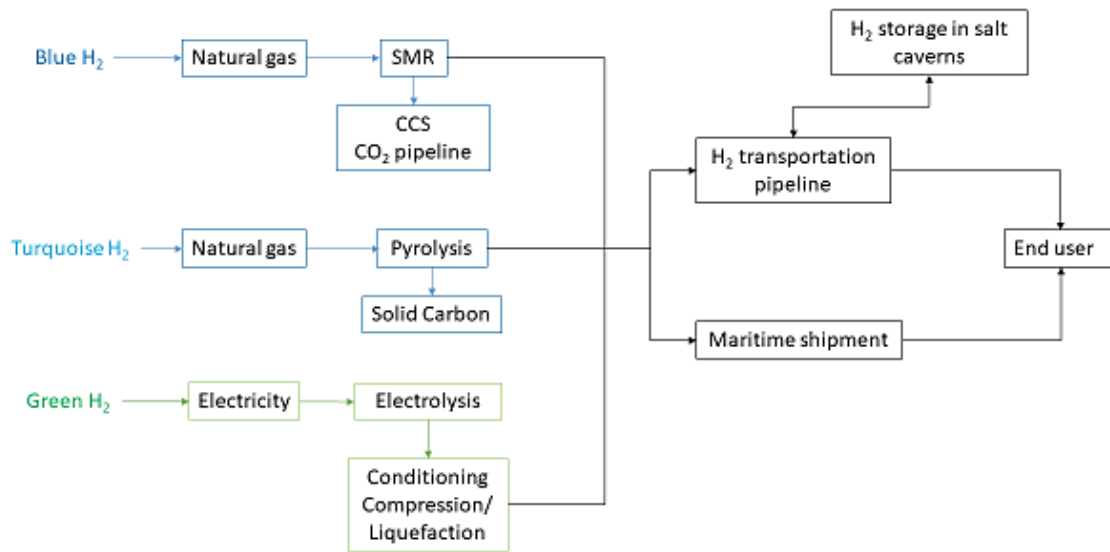 Blue H₂
Natural gas
SMR
CCS
CO₂ pipeline
Turquoise H₂
Natural gas
Pyrolysis
Solid Carbon
Green H₂
Electricity
Electrolysis
Conditioning
Compression/
Liquefaction
H₂ storage in salt
caverns
H₂ transportation
pipeline
End user
Maritime shipment